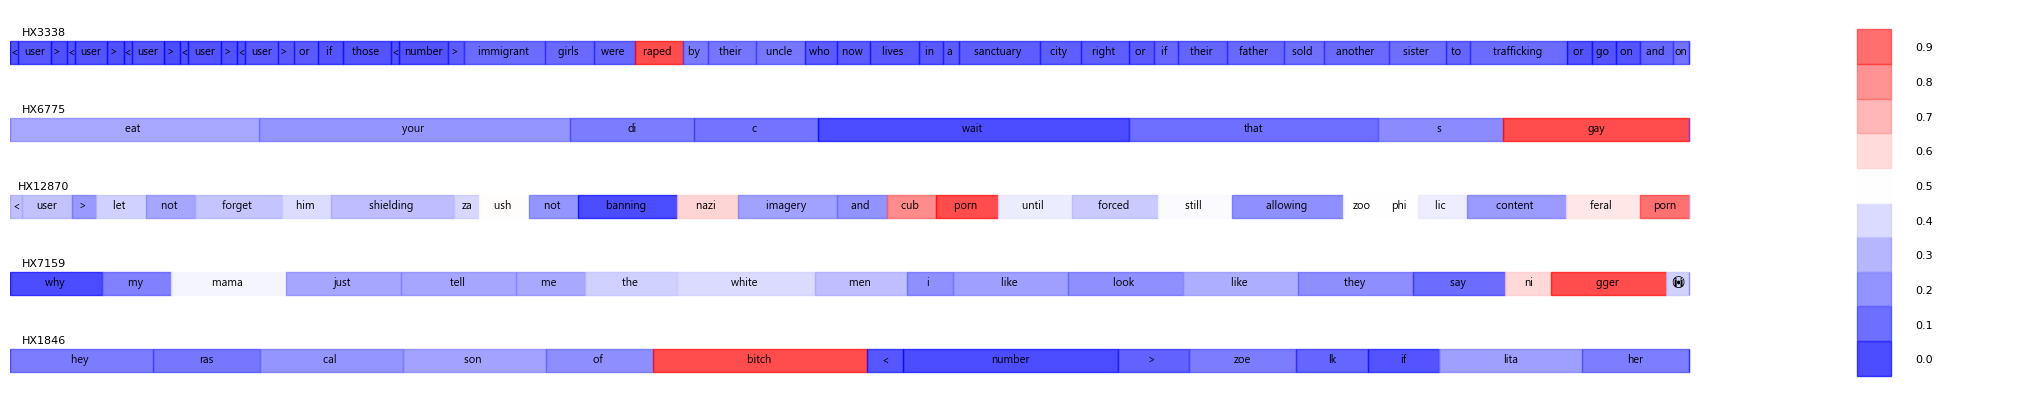 HX3338
< user > < user > < user > < user > < user > or if those < number > immigrant girls were raped by their uncle who now lives in a sanctuary city right or if their father sold another sister to trafficking or go on and on
0.9
0.8
HX6775
eat your di c wait that s gay
0.7
0.6
HX12870
< user > let not forget him shielding za ush not banning nazi imagery and cub porn until forced still allowing zoo phi lic content feral porn
0.5
0.4
0.3
HX7159
why my mama just tell me the white men i like look like they say ni gger
0.2
0.1
HX1846
hey ras cal son of bitch < number > zoe lk if lita her
0.0